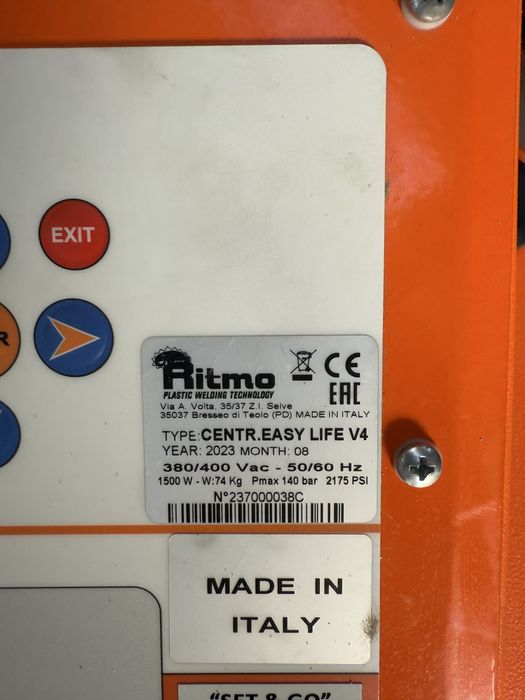 EXIT
R
Ritmo
PLASTIC WELDING TECHNOLOGY
CE
EAC
Via A. Volta, 35/37 Z.I. Selve
35037 Bresseo di Teolo (PD) MADE IN ITALY
TYPE:CENTR.EASY LIFE V4
YEAR: 2023 MONTH: 08
380/400 Vac - 50/60 Hz
1500 W - W:74 Kg Pmax 140 bar 2175 PSI
N°237000038C
MADE IN
ITALY
"SET & GO"